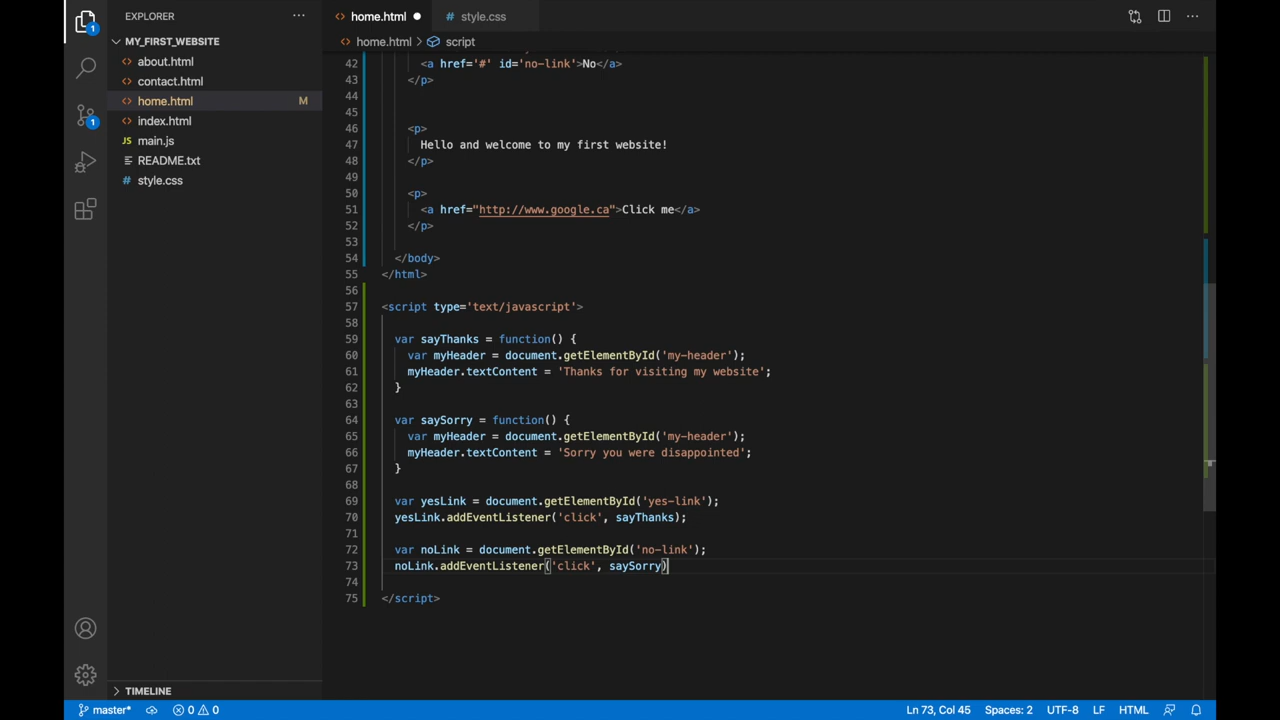 EXPLORER
MY_FIRST_WEBSITE
about.html
contact.html
home.html M
index.html
JS main.js
README.txt
# style.css
TIMELINE
1
1
home.html
# style.css
home.html > script
42 <a href='#' id='no-link'>No</a>
43 </p>
44
45
46 <p>
47 Hello and welcome to my first website!
48 </p>
49
50 <p>
51 <a href="http://www.google.ca">Click me</a>
52 </p>
53
54 </body>
55 </html>
56
57 <script type='text/javascript'>
58
59 var sayThanks = function() {
60 var myHeader = document.getElementById('my-header');
61 myHeader.textContent = 'Thanks for visiting my website';
62 }
63
64 var saySorry = function() {
65 var myHeader = document.getElementById('my-header');
66 myHeader.textContent = 'Sorry you were disappointed';
67 }
68
69 var yesLink = document.getElementById('yes-link');
70 yesLink.addEventListener('click', sayThanks);
71
72 var noLink = document.getElementById('no-link');
73 noLink.addEventListener('click', saySorry)
74
75 </script>
master* 0 0 Ln 73, Col 45 Spaces: 2 UTF-8 LF HTML